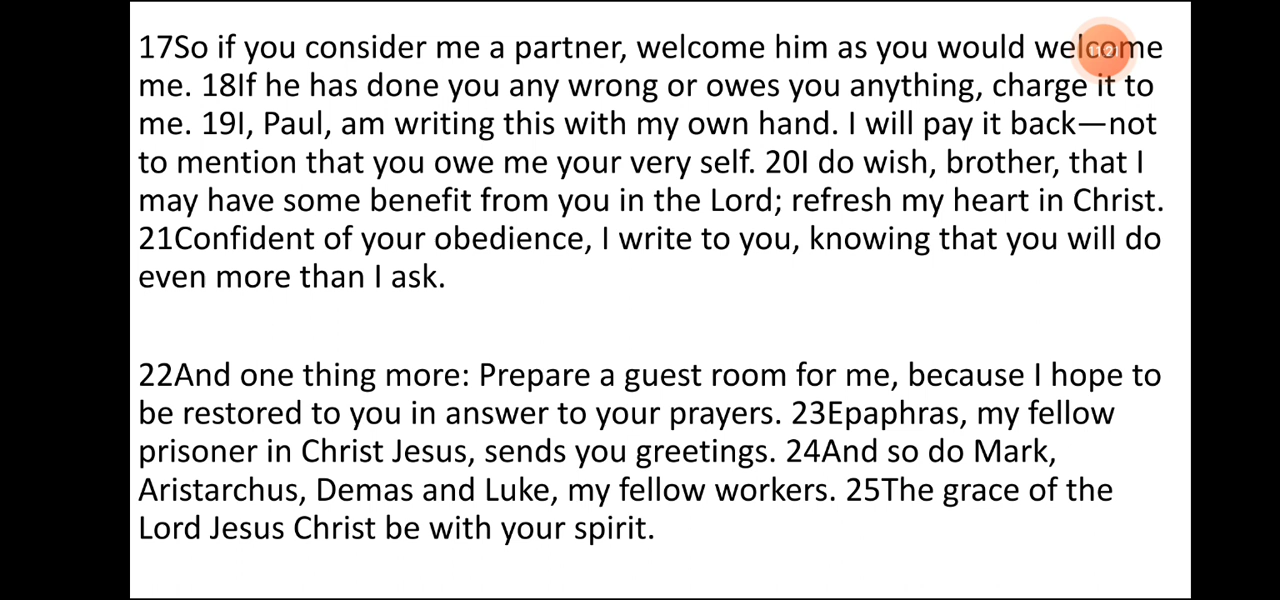 17So if you consider me a partner, welcome him as you would welcome
me. 18If he has done you any wrong or owes you anything, charge it to
me. 19I, Paul, am writing this with my own hand. I will pay it back—not
to mention that you owe me your very self. 20I do wish, brother, that I
may have some benefit from you in the Lord; refresh my heart in Christ.
21Confident of your obedience, I write to you, knowing that you will do
even more than I ask.
22And one thing more: Prepare a guest room for me, because I hope to
be restored to you in answer to your prayers. 23Epaphras, my fellow
prisoner in Christ Jesus, sends you greetings. 24And so do Mark,
Aristarchus, Demas and Luke, my fellow workers. 25The grace of the
Lord Jesus Christ be with your spirit.